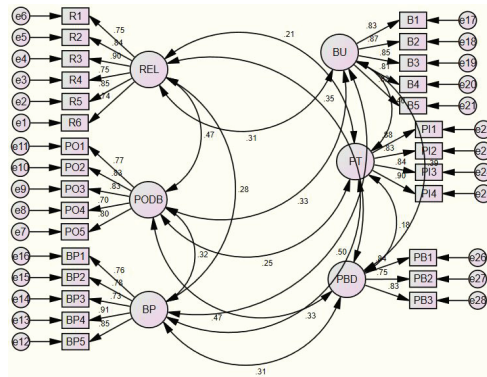 e6 R1 .75
e5 R2 .84
e4 R3 .90
e3 R4 .75
e2 R5 .85
e1 R6 .74
REL
e11 PO1 .77
e10 PO2 .83
e9 PO3 .83
e8 PO4 .70
e7 PO5 .80
PODB
e16 BP1 .76
e15 BP2 .78
e14 BP3 .73
e13 BP4 .91
e12 BP5 .85
BP
.21
.35
.47
.31
.28
.33
.32
.25
.50
.47
.33
.31
.18
BU
.83 B1 e17
.87 B2 e18
.85 B3 e19
.81 B4 e20
B5 e21
PT
.88 PI1
.83 PI2
.84 PI3
.90 PI4
.39
PBD
.84 PB1 e26
.75 PB2 e27
.83 PB3 e28